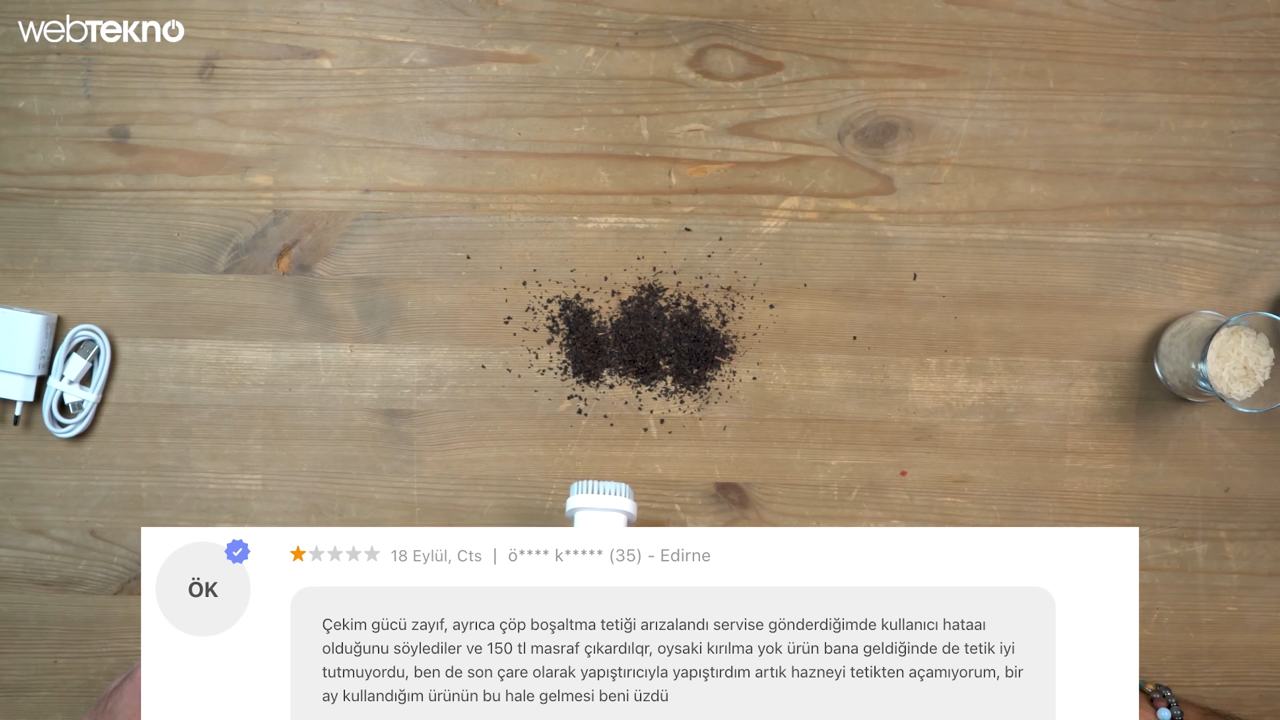 webTEKNO
18 Eylül, Cts | ö**** k***** (35) - Edirne
ÖK
Çekim gücü zayıf, ayrıca çöp boşaltma tetiği arızalandı servise gönderdiğimde kullanıcı hataaı
olduğunu söylediler ve 150 tl masraf çıkardılqr, oysaki kırılma yok ürün bana geldiğinde de tetik iyi
tutmuyordu, ben de son çare olarak yapıştırıcıyla yapıştırdım artık hazneyi tetikten açamıyorum, bir
ay kullandığım ürünün bu hale gelmesi beni üzdü